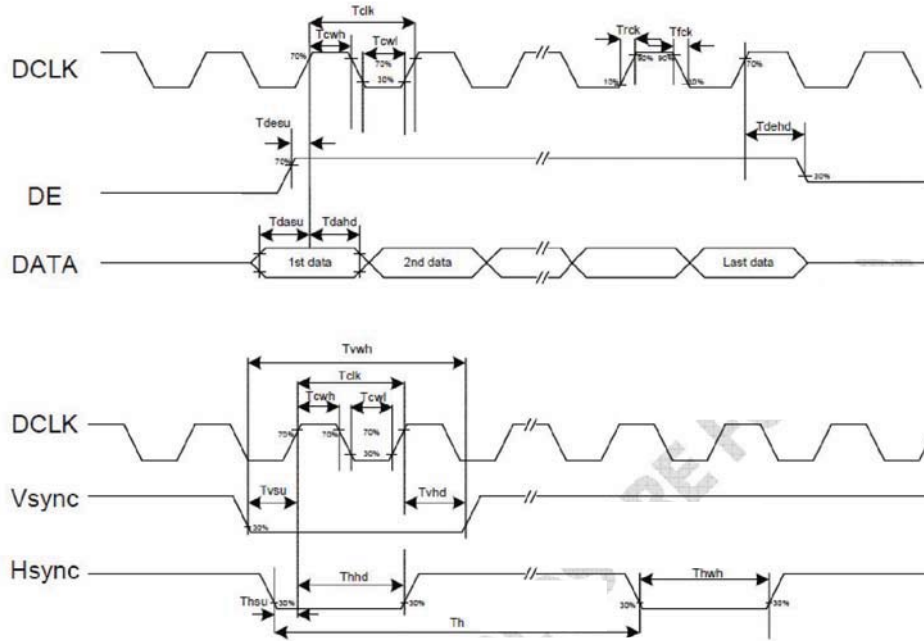 Tclk
Tcwh Tcwl Trck Tfck
DCLK 70% 70% 30% 10% 90% 90% 70%
Tdesu Tdehd
DE 70% 30%
Tdasu Tdahd
DATA 1st data 2nd data Last data
Tvwh
Tclk
Tcwh Tcwl
DCLK 70% 70% 70% 30%
Vsync Tvsu Tvhd
30%
Hsync Thhd Thwh
Thsu 30% 30% 30% 30%
Th